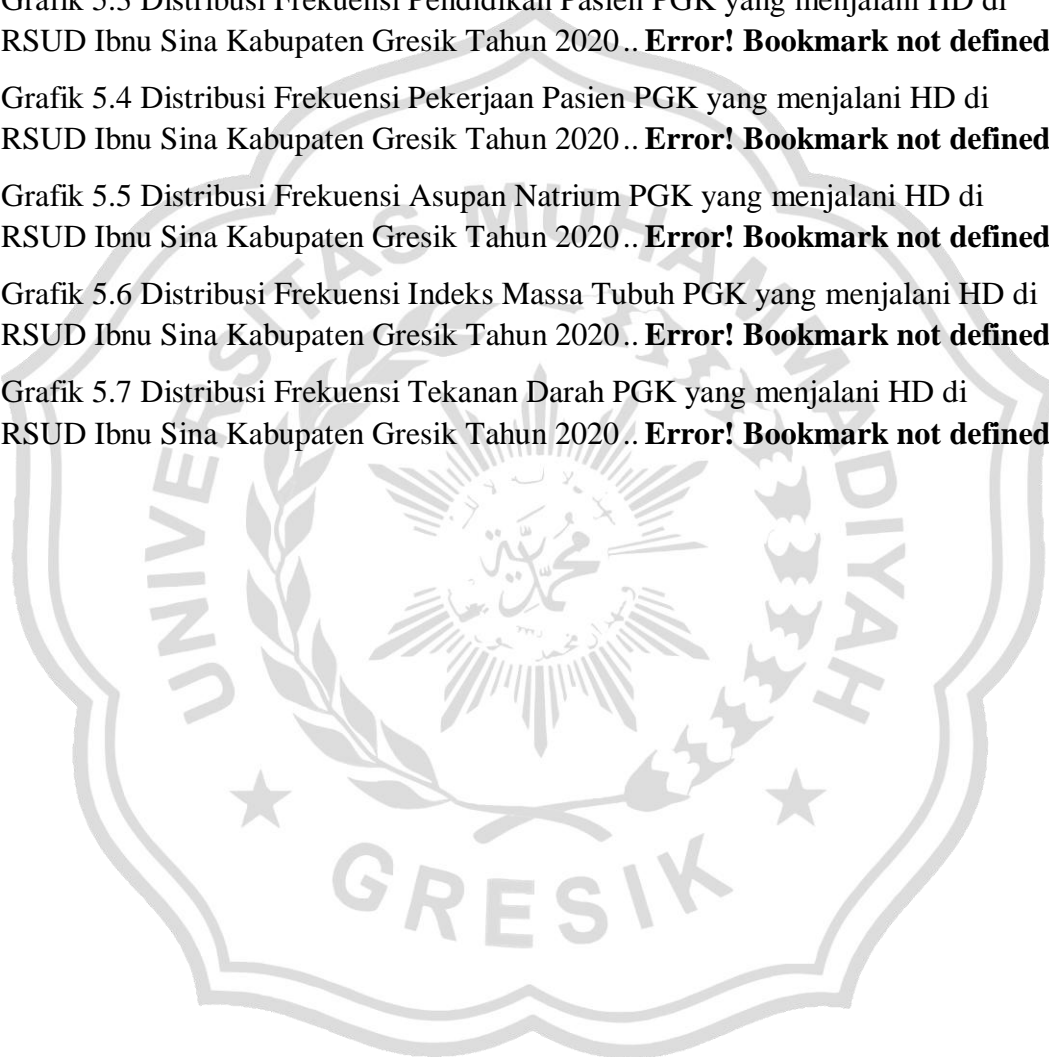 Grafik 5.3 Distribusi Frekuensi Pendidikan Pasien PGK yang menjalani HD di
RSUD Ibnu Sina Kabupaten Gresik Tahun 2020.. Error! Bookmark not defined
Grafik 5.4 Distribusi Frekuensi Pekerjaan Pasien PGK yang menjalani HD di
RSUD Ibnu Sina Kabupaten Gresik Tahun 2020.. Error! Bookmark not defined
Grafik 5.5 Distribusi Frekuensi Asupan Natrium PGK yang menjalani HD di
RSUD Ibnu Sina Kabupaten Gresik Tahun 2020.. Error! Bookmark not defined
Grafik 5.6 Distribusi Frekuensi Indeks Massa Tubuh PGK yang menjalani HD di
RSUD Ibnu Sina Kabupaten Gresik Tahun 2020.. Error! Bookmark not defined
Grafik 5.7 Distribusi Frekuensi Tekanan Darah PGK yang menjalani HD di
RSUD Ibnu Sina Kabupaten Gresik Tahun 2020.. Error! Bookmark not defined
UNIVERSITAS MUHAMMADIYAH
محمدية
GRESIK